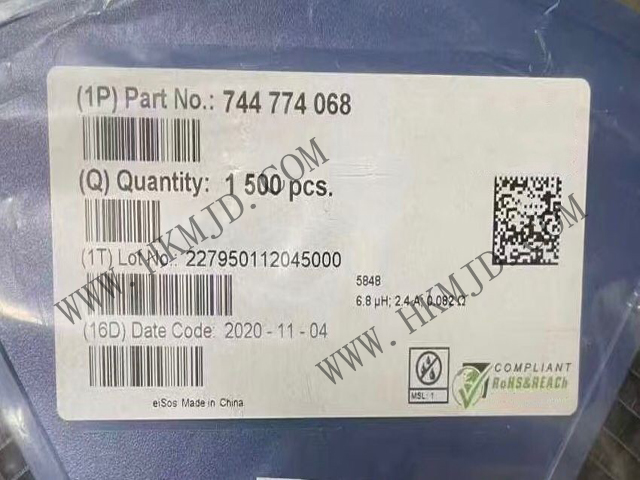 (1P) Part No.: 744 774 068
(Q) Quantity: 1 500 pcs.
(1T) Lot No.: 227950112045000
5848
6.8 µH; 2.4 A; 0.082 Ω
(16D) Date Code: 2020 - 11 - 04
MSL: 1
COMPLIANT
RoHS&REACh
eiSos Made in China
WWW.HKMJD.COM
WWW.HKMJD.COM